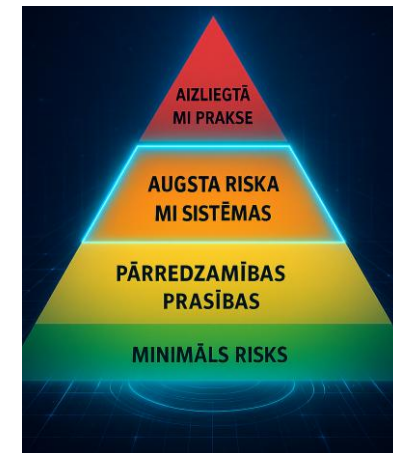 AIZLIEGTĀ
MI PRAKSE
AUGSTA RISKA
MI SISTĒMAS
PĀRREDZAMĪBAS
PRASĪBAS
MINIMĀLS RISKS